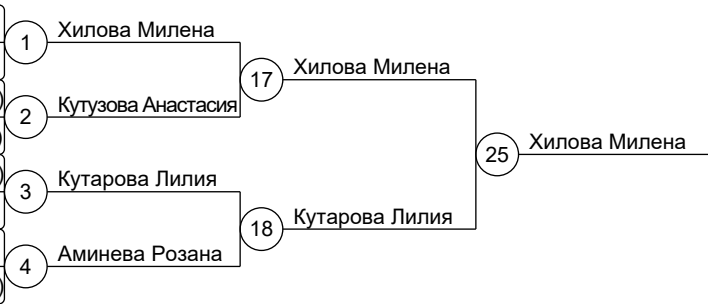 1 Хилова Милена
17 Хилова Милена
2 Кутузова Анастасия
25 Хилова Милена
3 Кутарова Лилия
18 Кутарова Лилия
4 Аминева Розана